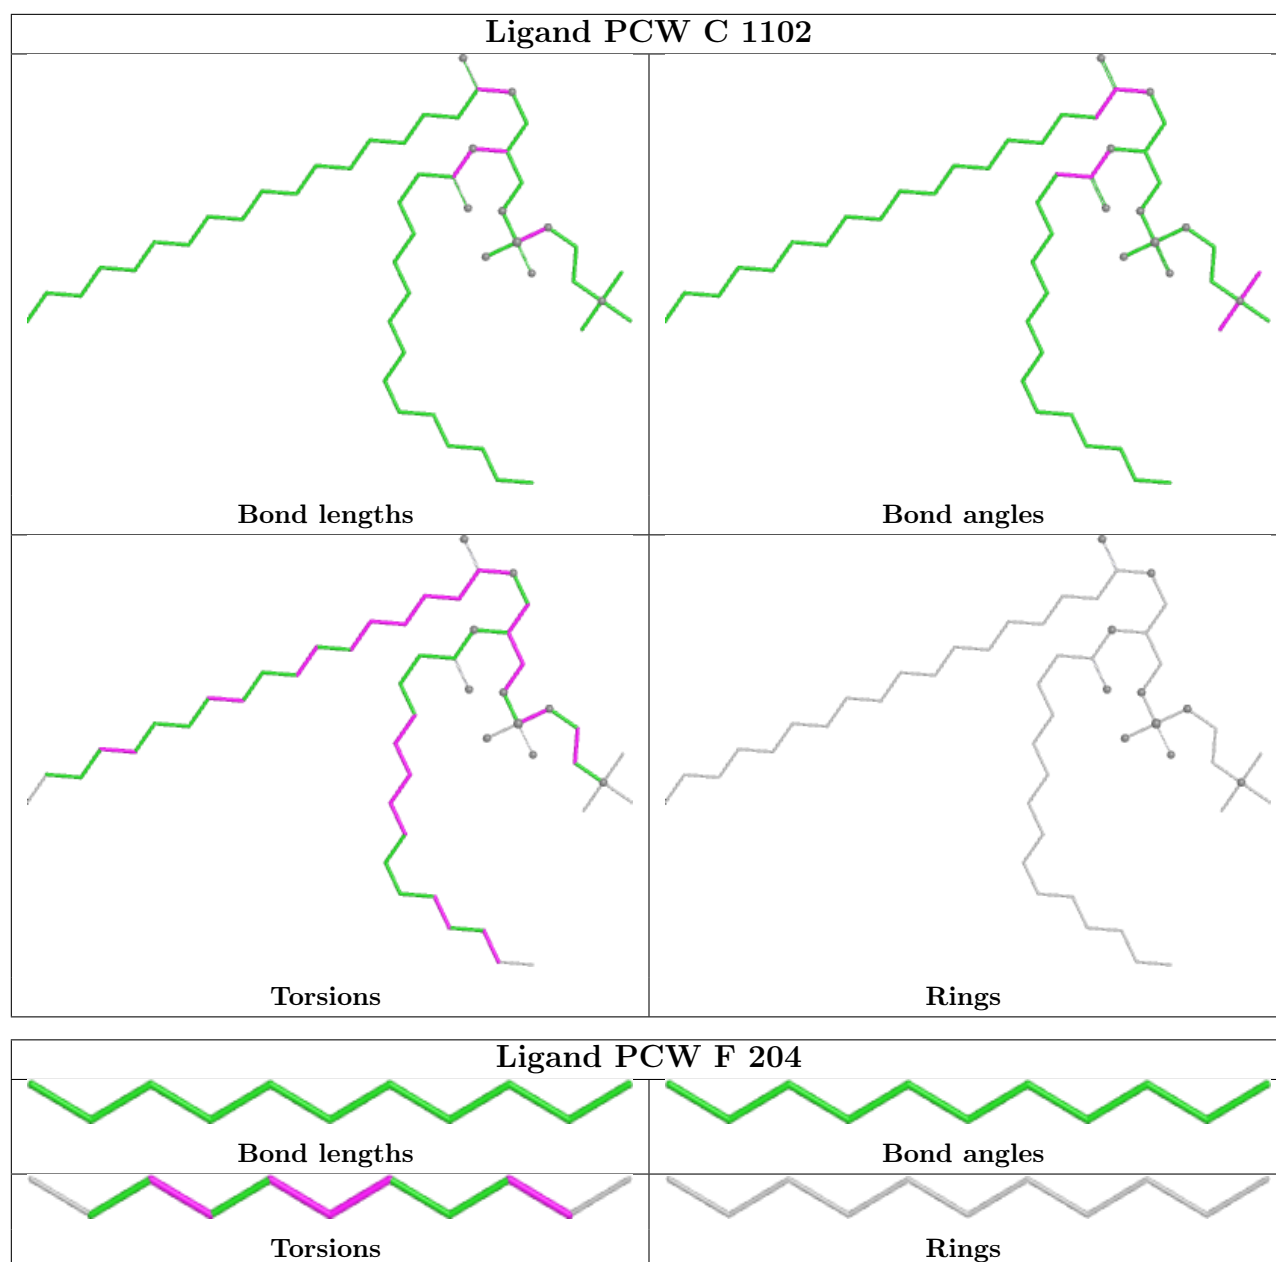 Ligand PCW C 1102
Bond lengths
Bond angles
Torsions
Rings
Ligand PCW F 204
Bond lengths
Bond angles
Torsions
Rings